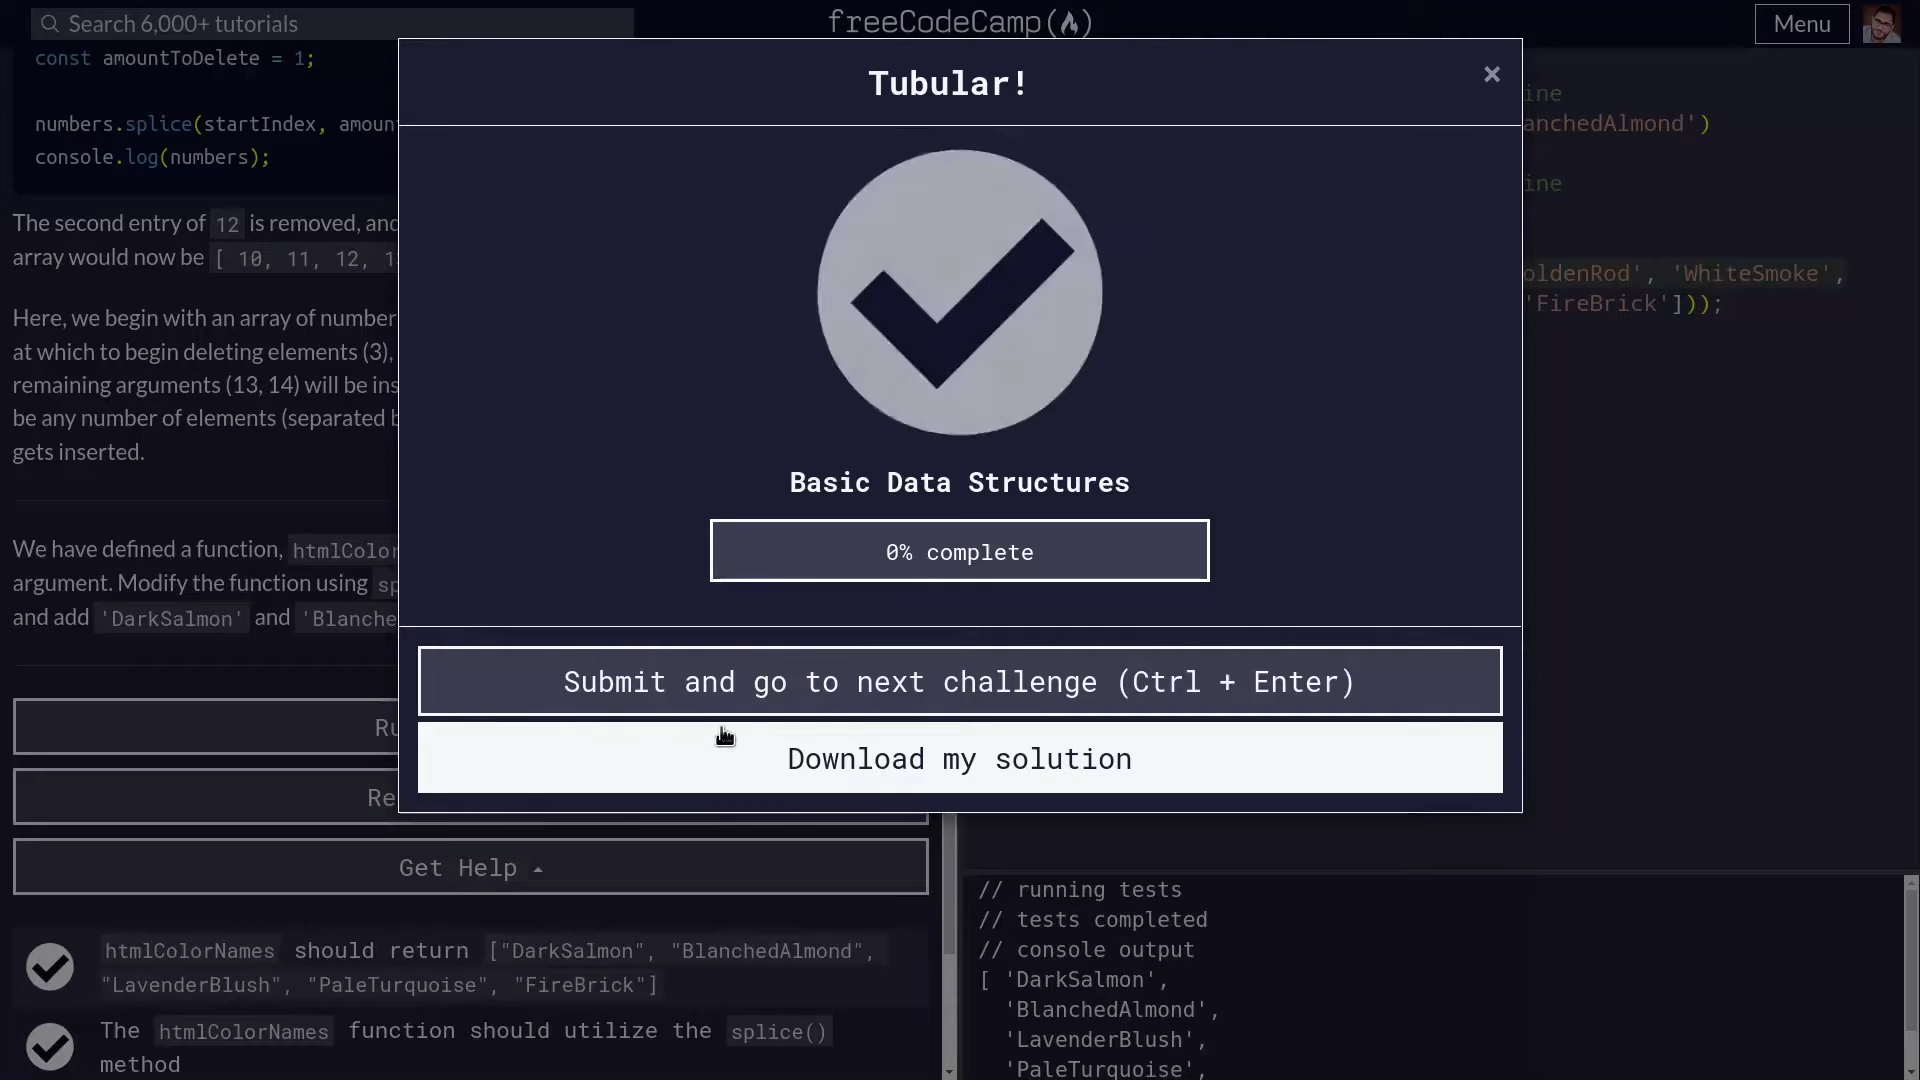 Search 6,000+ tutorials
freeCodeCamp
Menu
const amountToDelete = 1;
numbers.splice(startIndex, amoun
console.log(numbers);
The second entry of 12 is removed, and
array would now be [ 10, 11, 12, 1
Here, we begin with an array of number
at which to begin deleting elements (3),
remaining arguments (13, 14) will be ins
be any number of elements (separated b
gets inserted.
We have defined a function, htmlColor
argument. Modify the function using sp
and add 'DarkSalmon' and 'Blanche
Ru
Re
Get Help
htmlColorNames should return ["DarkSalmon", "BlanchedAlmond",
"LavenderBlush", "PaleTurquoise", "FireBrick"]
The htmlColorNames function should utilize the splice()
method
Tubular!
×
Basic Data Structures
0% complete
Submit and go to next challenge (Ctrl + Enter)
Download my solution
ine
anchedAlmond')
ine
oldenRod', 'WhiteSmoke',
'FireBrick']));
// running tests
// tests completed
// console output
[ 'DarkSalmon',
'BlanchedAlmond',
'LavenderBlush',
'PaleTurquoise',